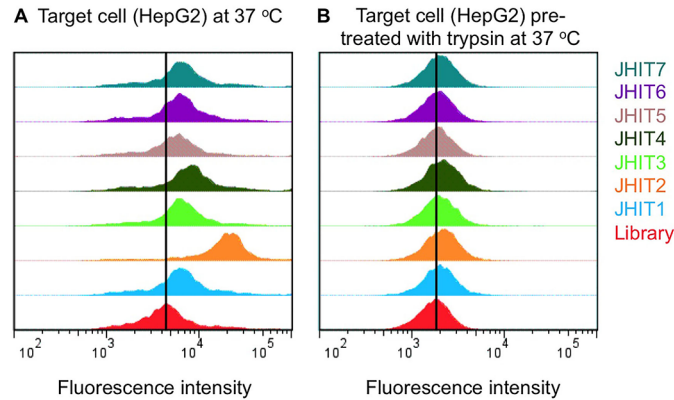 A Target cell (HepG2) at 37 ºC
B Target cell (HepG2) pre-
treated with trypsin at 37 ºC
JHIT7
JHIT6
JHIT5
JHIT4
JHIT3
JHIT2
JHIT1
Library
10² 10³ 10⁴ 10⁵
10² 10³ 10⁴ 10⁵
Fluorescence intensity
Fluorescence intensity